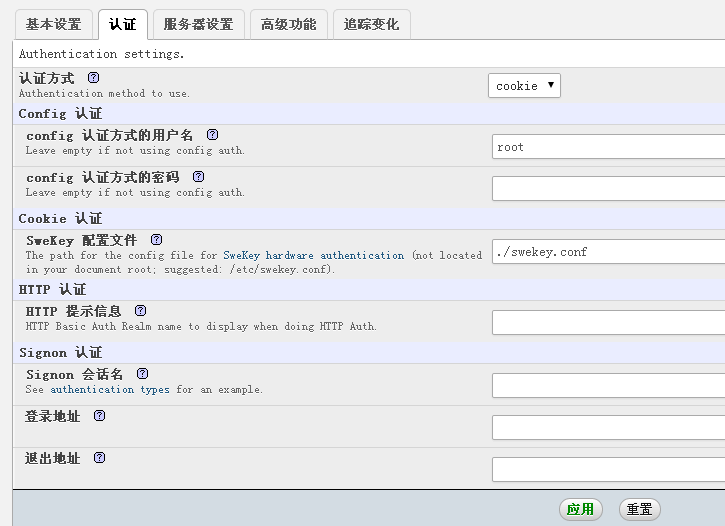 基本设置 认证 服务器设置 高级功能 追踪变化
Authentication settings.
认证方式 ?
Authentication method to use.
cookie
Config 认证
config 认证方式的用户名 ?
Leave empty if not using config auth.
root
config 认证方式的密码 ?
Leave empty if not using config auth.
Cookie 认证
SweKey 配置文件 ?
The path for the config file for SweKey hardware authentication (not located
in your document root; suggested: /etc/swekey.conf).
./swekey.conf
HTTP 认证
HTTP 提示信息 ?
HTTP Basic Auth Realm name to display when doing HTTP Auth.
Signon 认证
Signon 会话名 ?
See authentication types for an example.
登录地址 ?
退出地址 ?
应用 重置